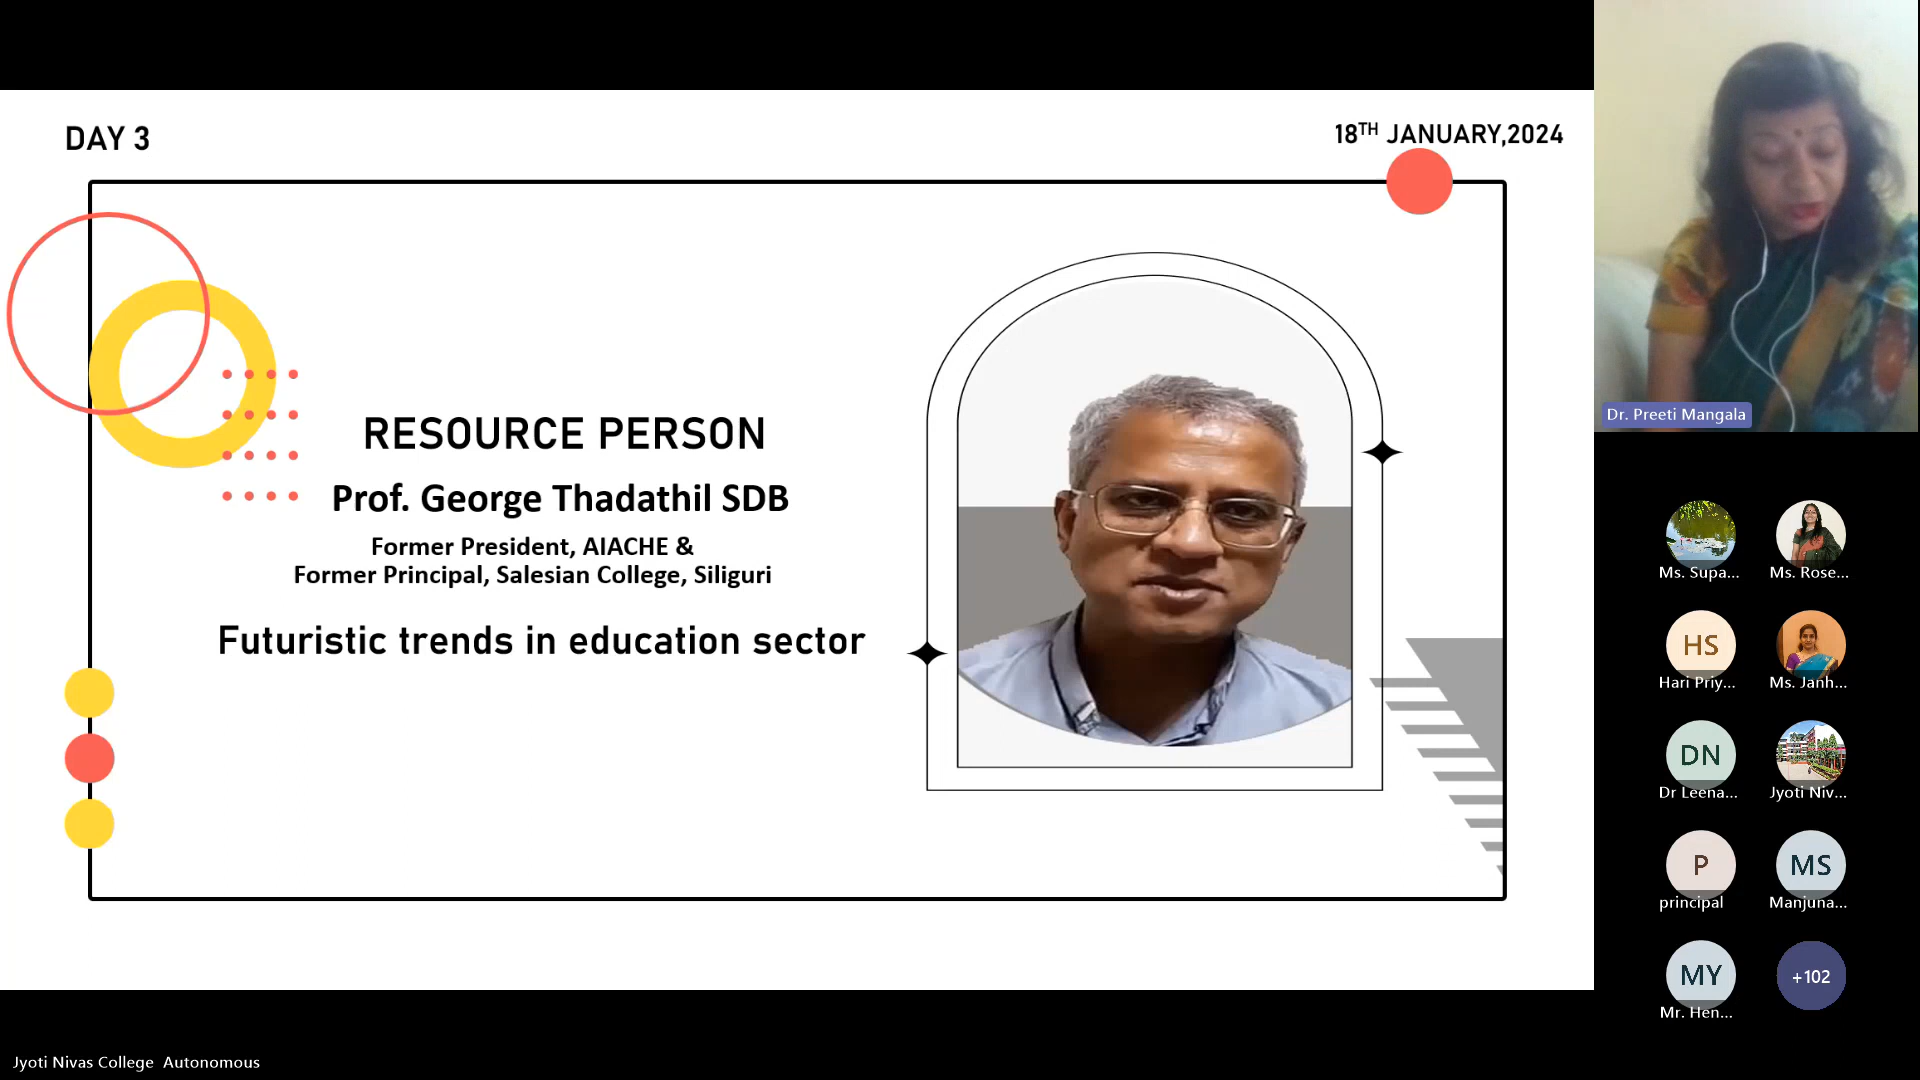 DAY 3
18TH JANUARY,2024
RESOURCE PERSON
Prof. George Thadathil SDB
Former President, AIACHE &
Former Principal, Salesian College, Siliguri
Futuristic trends in education sector
Dr. Preeti Mangala
Ms. Supa...
Ms. Rose...
HS
Hari Priy...
Ms. Janh...
DN
Dr Leena...
Jyoti Niv...
P
principal
MS
Manjuna...
MY
Mr. Hen...
+102
Jyoti Nivas College Autonomous